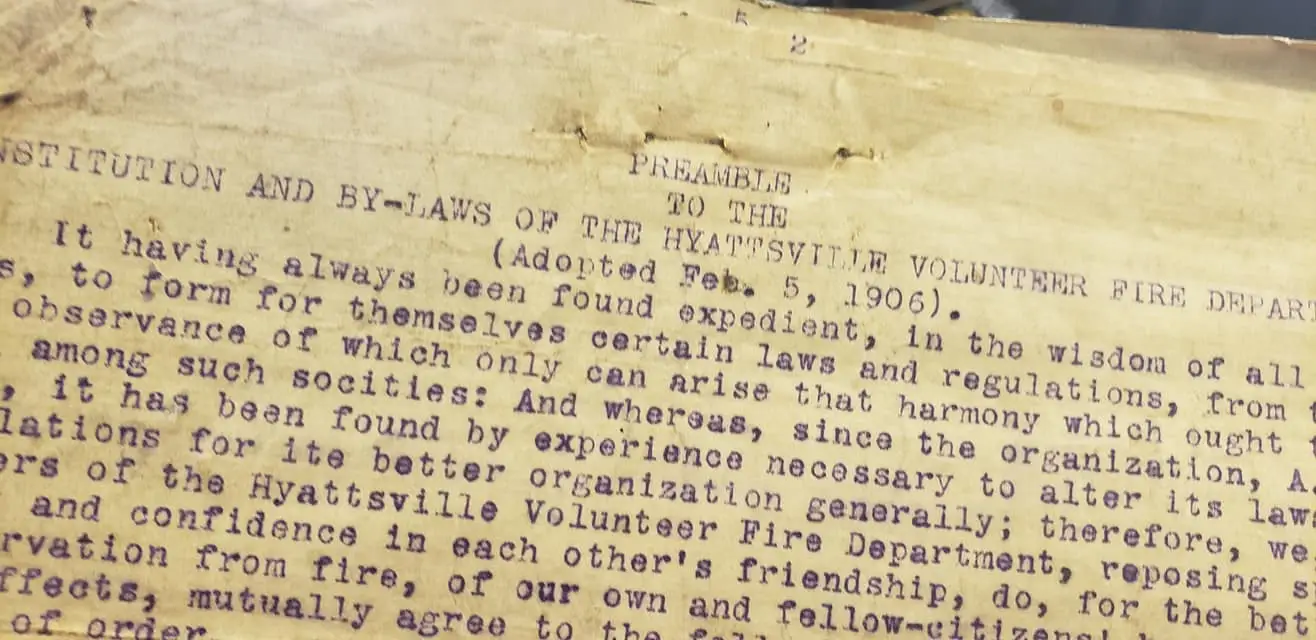 5
2
PREAMBLE
TO THE
NSTITUTION AND BY-LAWS OF THE HYATTSVILLE VOLUNTEER FIRE DEPART
(Adopted Feb. 5, 1906).
It having always been found expedient, in the wisdom of all
s, to form for themselves certain laws and regulations, from
observance of which only can arise that harmony which ought
among such socities: And whereas, since the organization, A.
, it has been found by experience necessary to alter its laws
lations for ite better organization generally; therefore, we
ers of the Hyattsville Volunteer Fire Department, reposing s
and confidence in each other's friendship, do, for the bet
rvation from fire, of our own and fellow-citizens'
ffects, mutually agree to the
of order.